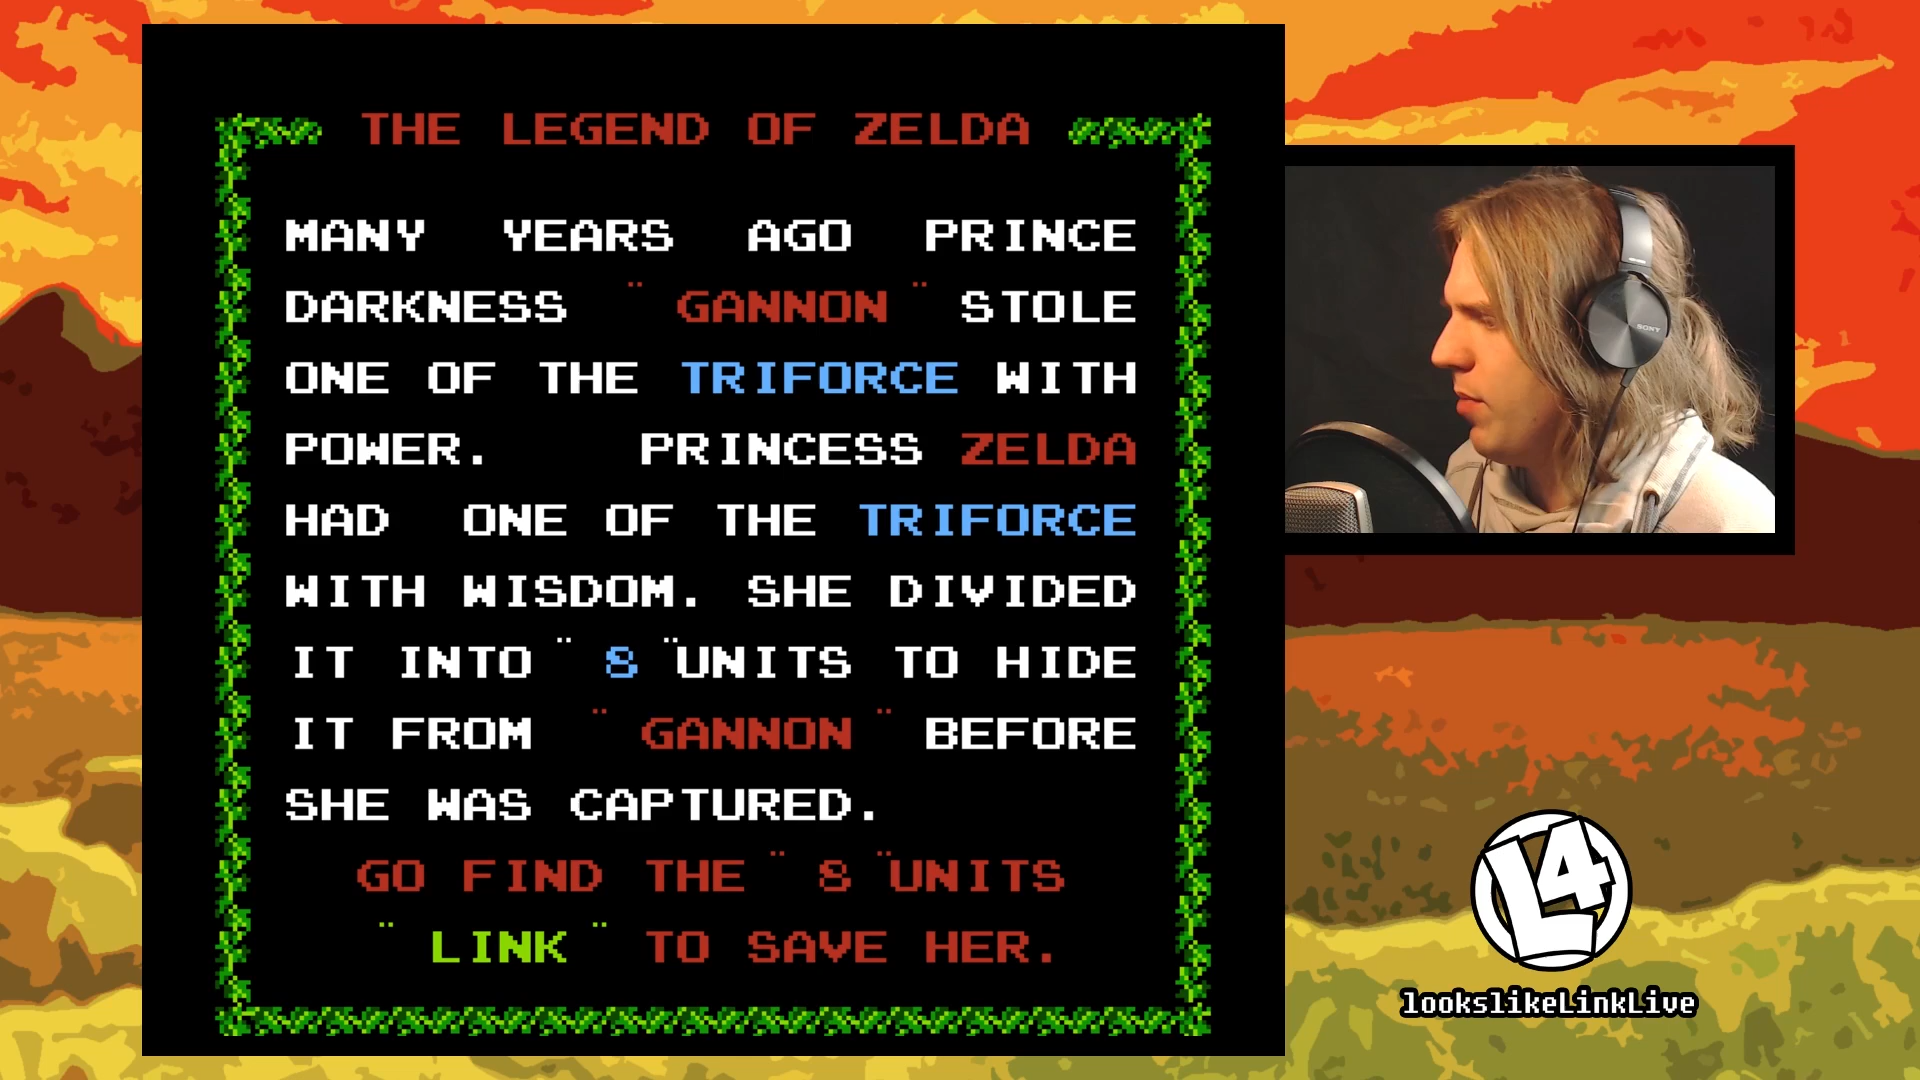 THE LEGEND OF ZELDA
MANY YEARS AGO PRINCE
DARKNESS " GANNON " STOLE
ONE OF THE TRIFORCE WITH
POWER. PRINCESS ZELDA
HAD ONE OF THE TRIFORCE
WITH WISDOM. SHE DIVIDED
IT INTO " 8 "UNITS TO HIDE
IT FROM " GANNON " BEFORE
SHE WAS CAPTURED.
GO FIND THE " 8 "UNITS
" LINK " TO SAVE HER.
SONY
L4
lookslikeLinkLive